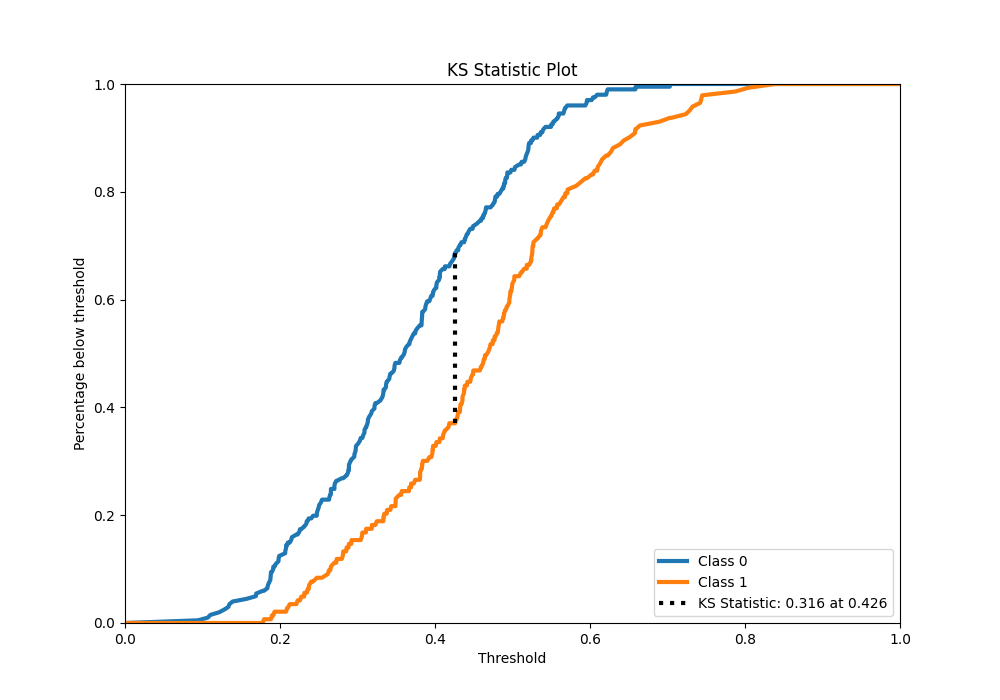 KS Statistic Plot
1.0
0.8
0.6
0.4
0.2
0.0
Percentage below threshold
0.0 0.2 0.4 0.6 0.8 1.0
Threshold
Class 0
Class 1
KS Statistic: 0.316 at 0.426